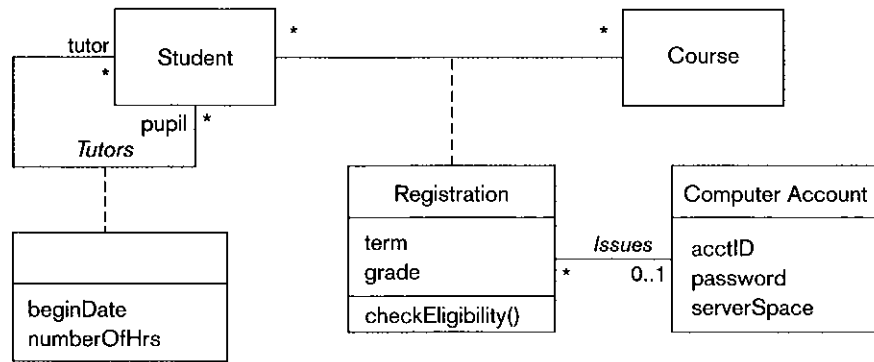 tutor
*
Student
*
*
Course
pupil
*
Tutors
Registration
term
grade
checkEligibility()
Issues
*
0..1
Computer Account
acctID
password
serverSpace
beginDate
numberOfHrs